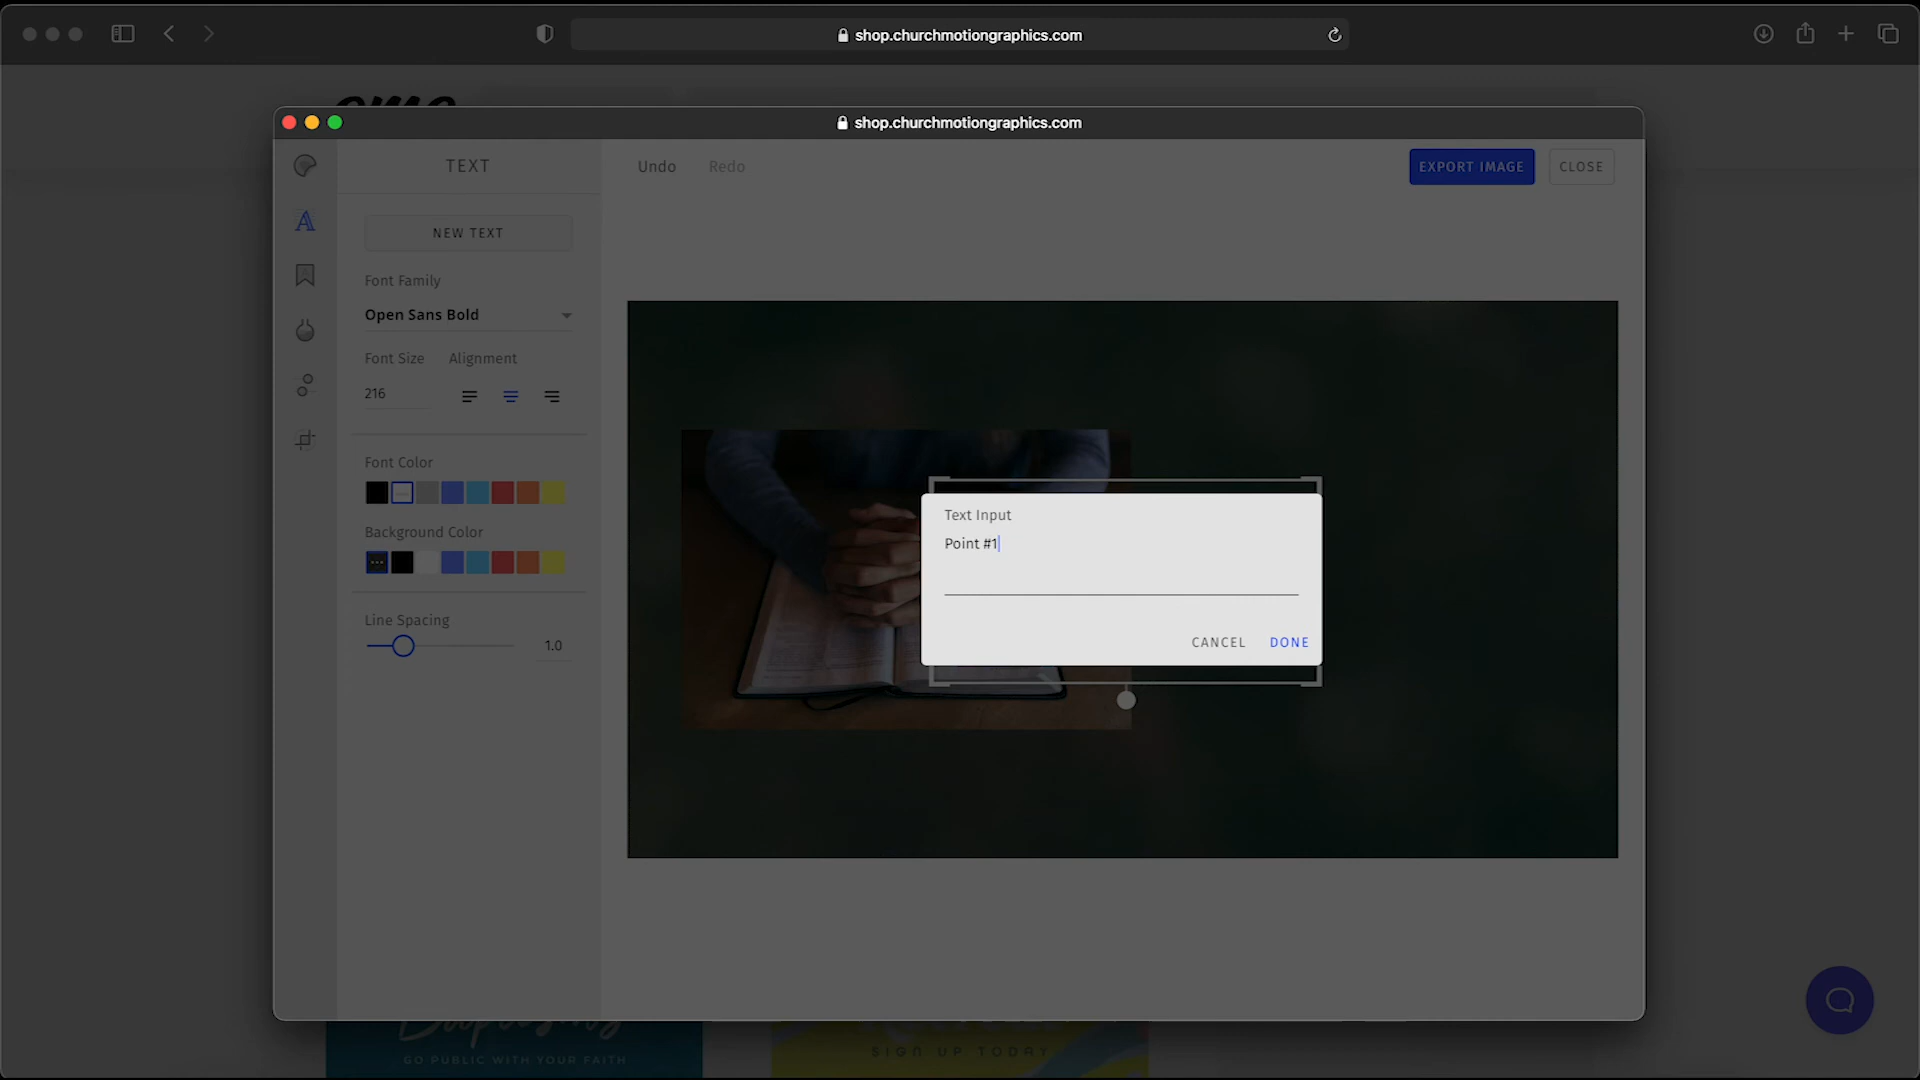 shop.churchmotiongraphics.com
shop.churchmotiongraphics.com
TEXT
Undo
Redo
EXPORT IMAGE
CLOSE
NEW TEXT
Font Family
Open Sans Bold
Font Size
Alignment
216
Font Color
Background Color
Line Spacing
1.0
Text Input
Point #1
CANCEL
DONE
GO PUBLIC WITH YOUR FAITH
SIGN UP TODAY